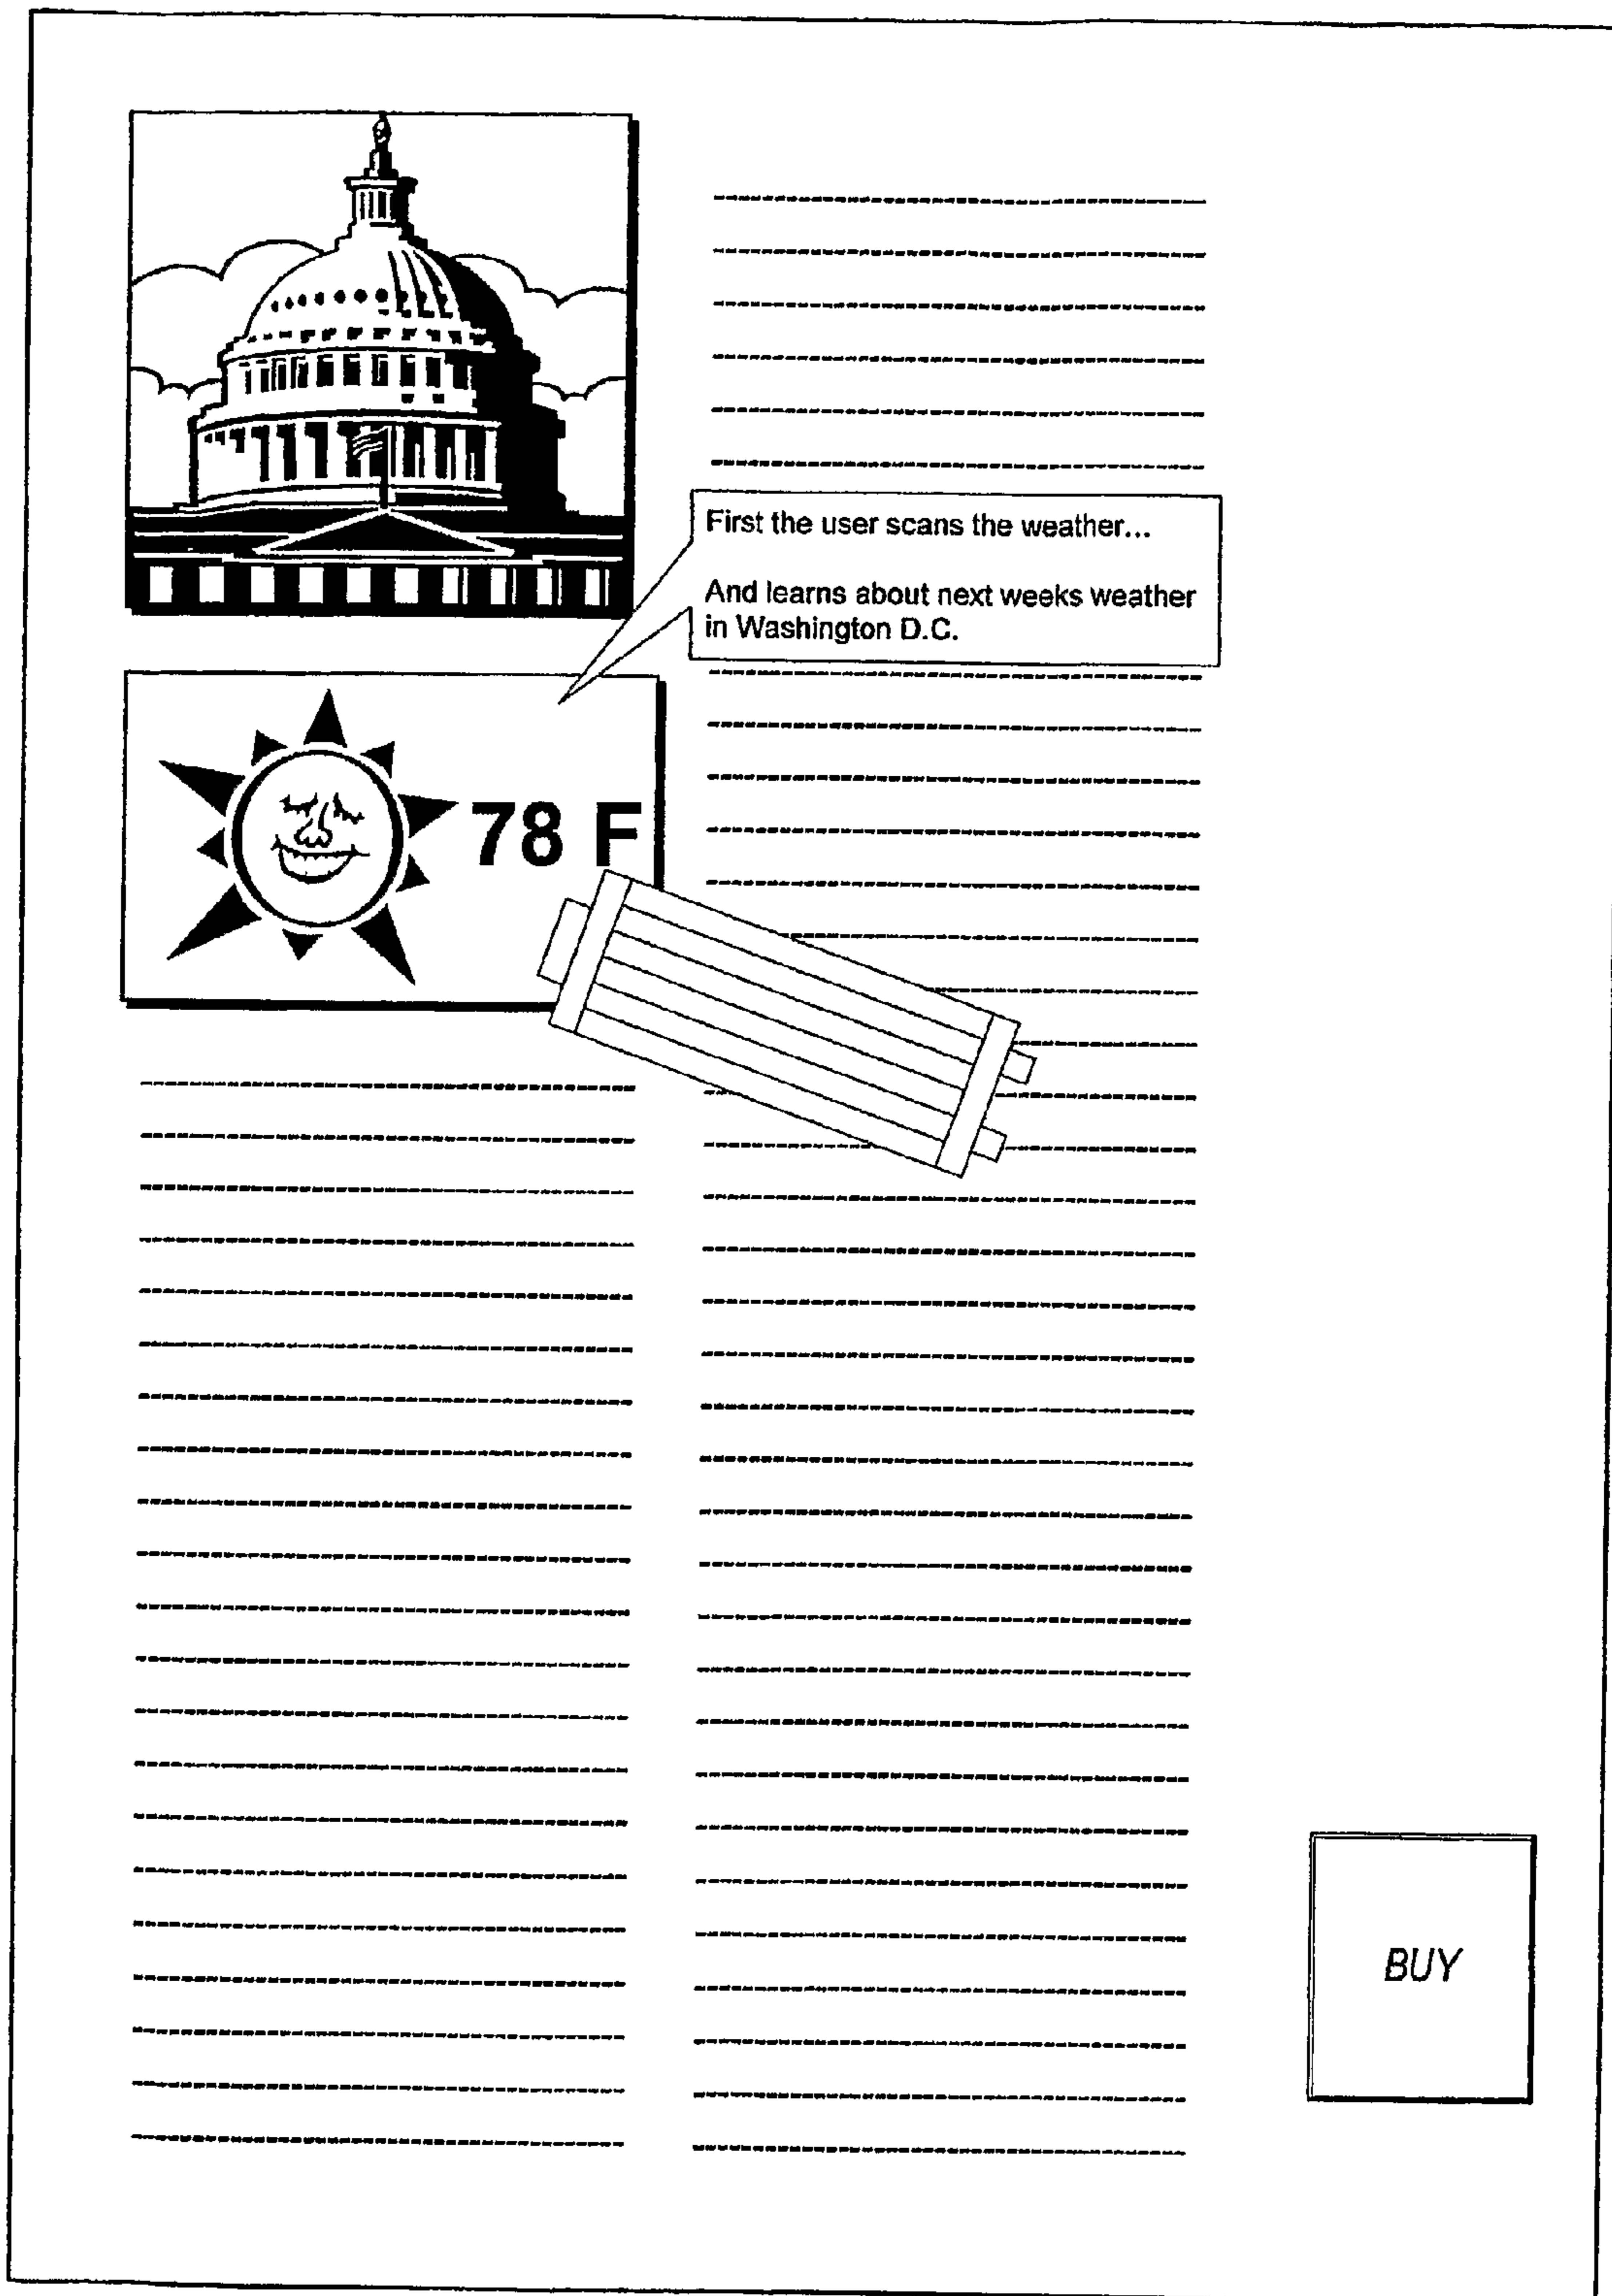 First the user scans the weather...
And learns about next weeks weather
in Washington D.C.
78 F
BUY